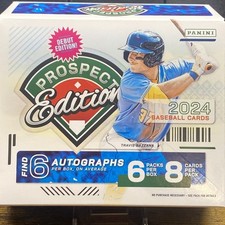 DEBUT
EDITION!
PANINI
PROSPECT
Edition
2024
BASEBALL CARDS
TRAVIS BAZZANA
FIND
6
AUTOGRAPHS
PER BOX, ON AVERAGE
6 PACKS PER BOX
8 CARDS PER PACK